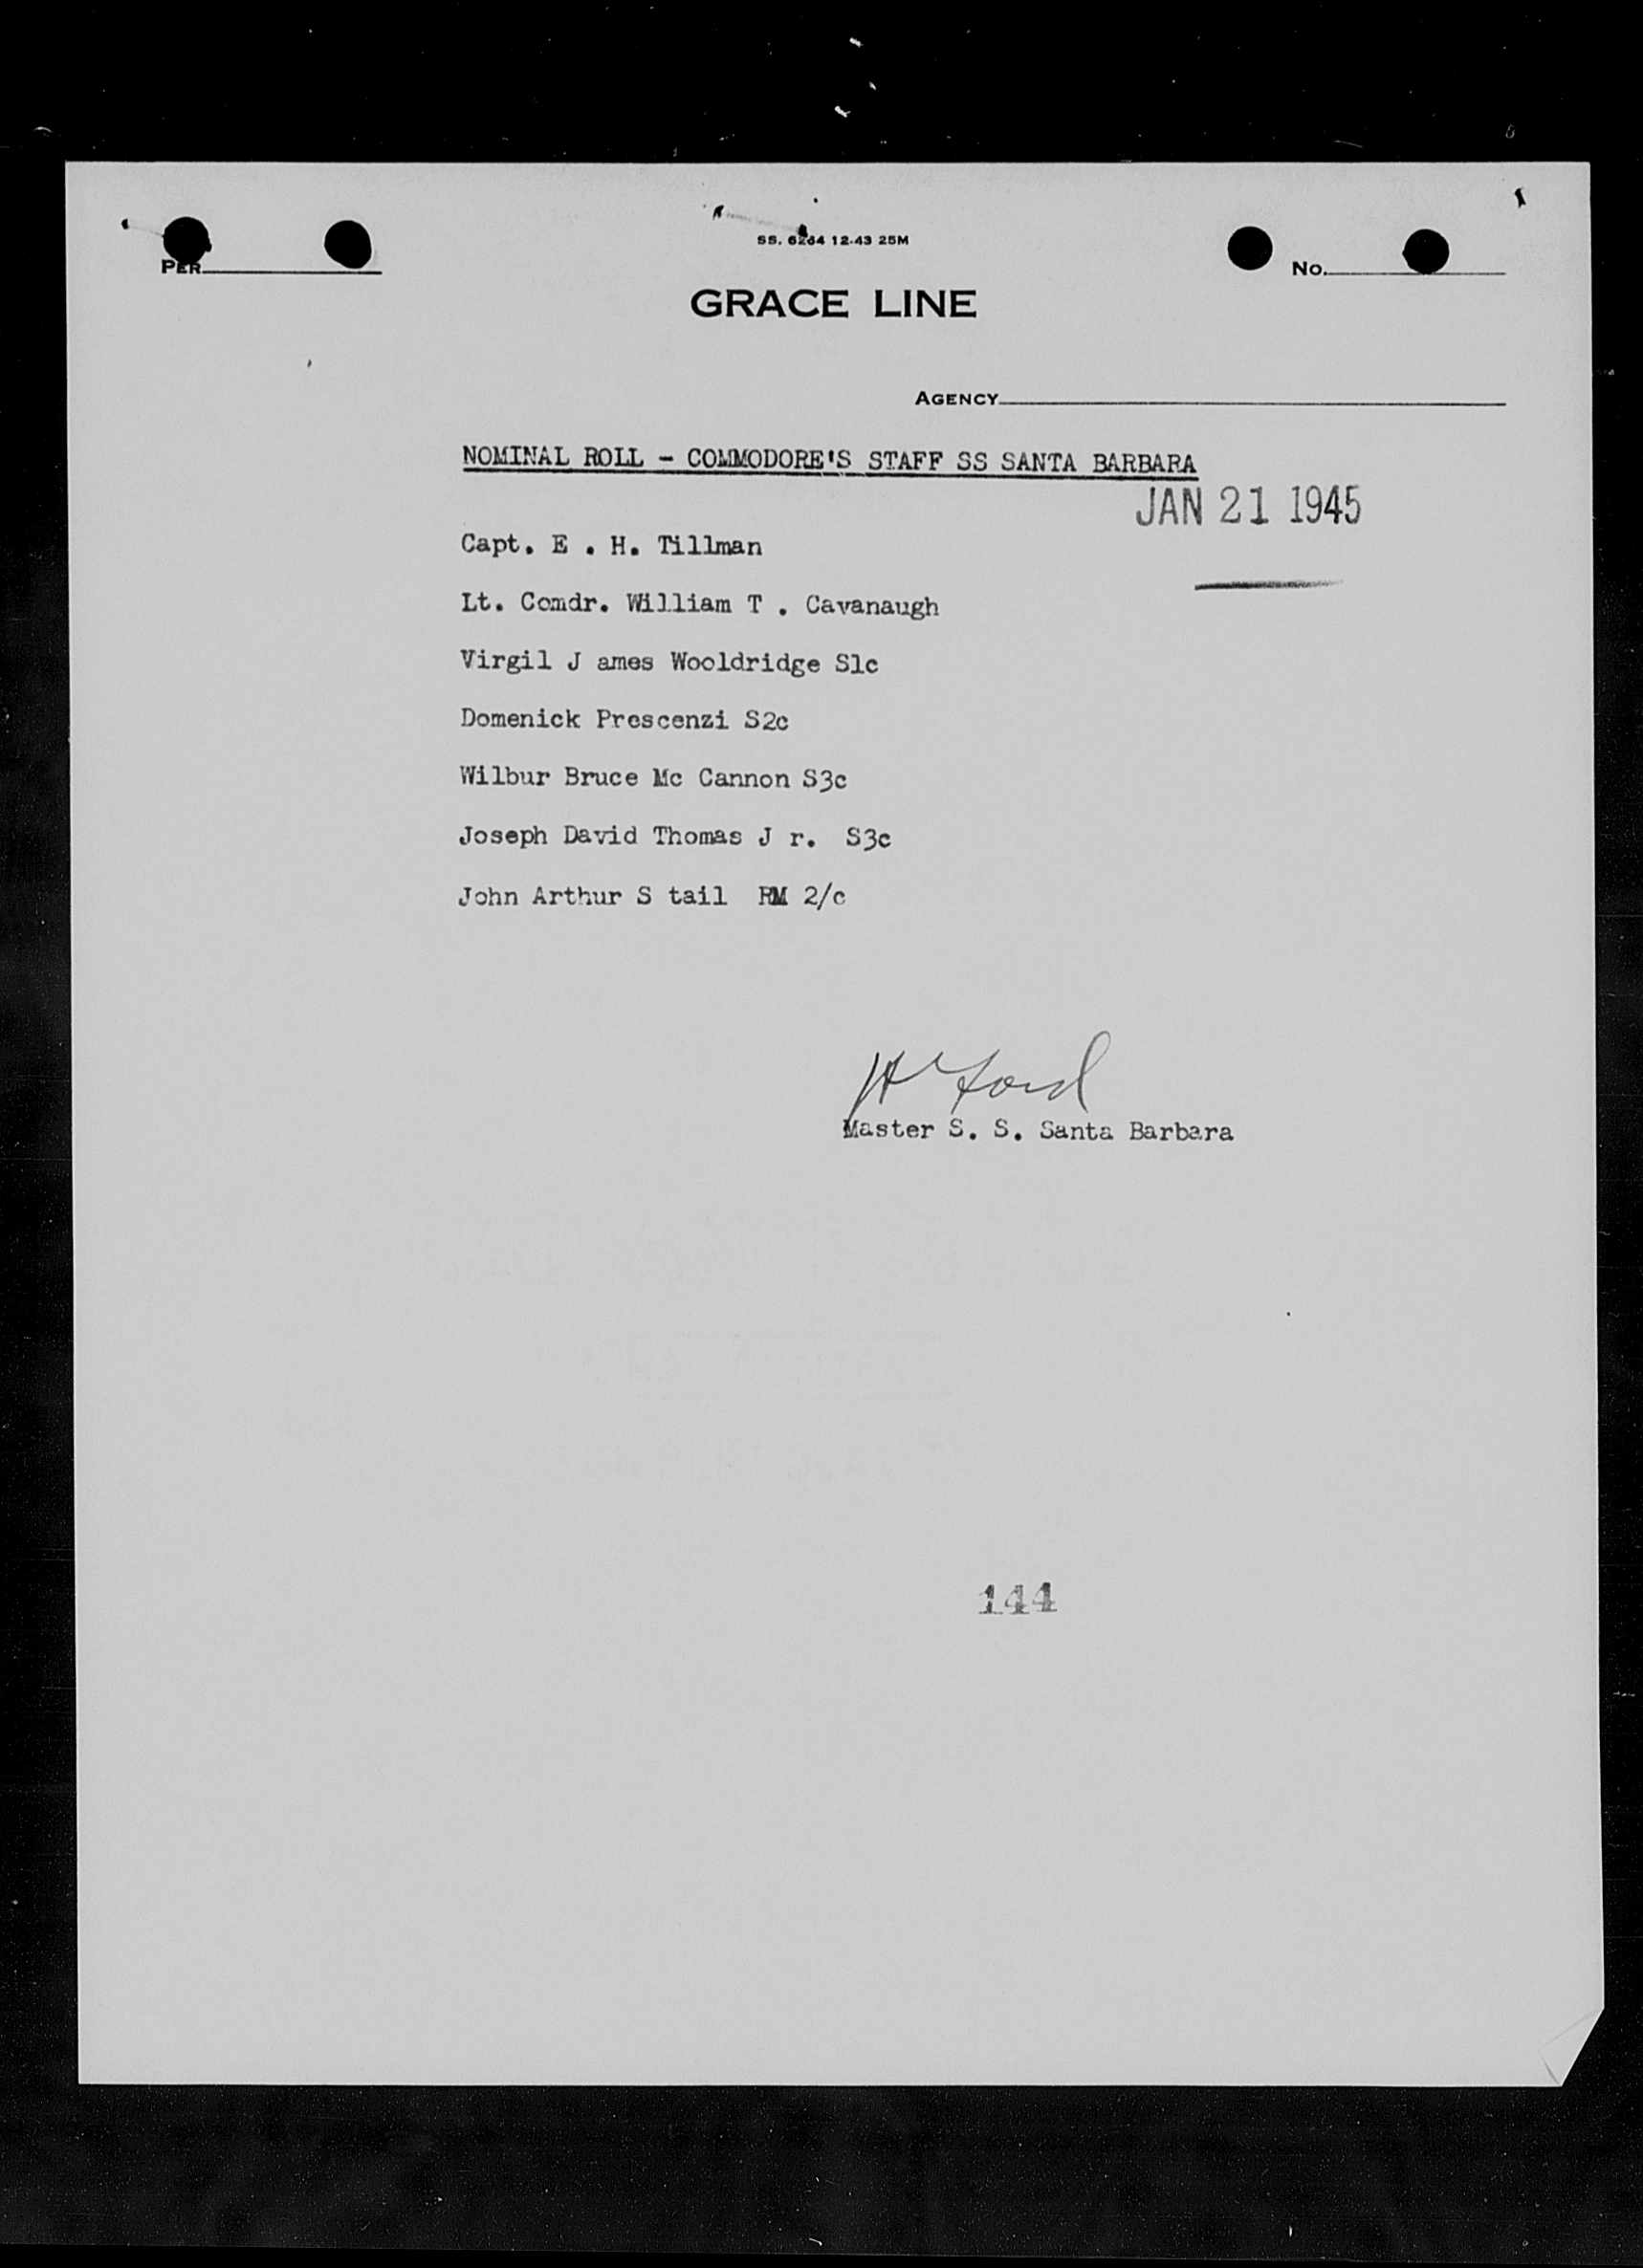 SS. 6264 12-43 25M
PER
No.
GRACE LINE
AGENCY
NOMINAL ROLL - COMMODORE'S STAFF SS SANTA BARBARA
JAN 21 1945
Capt. E . H. Tillman
Lt. Comdr. William T . Cavanaugh
Virgil J ames Wooldridge S1c
Domenick Prescenzi S2c
Wilbur Bruce Mc Cannon S3c
Joseph David Thomas J r. S3c
John Arthur S tail RM 2/c
H Ford
Master S. S. Santa Barbara
144